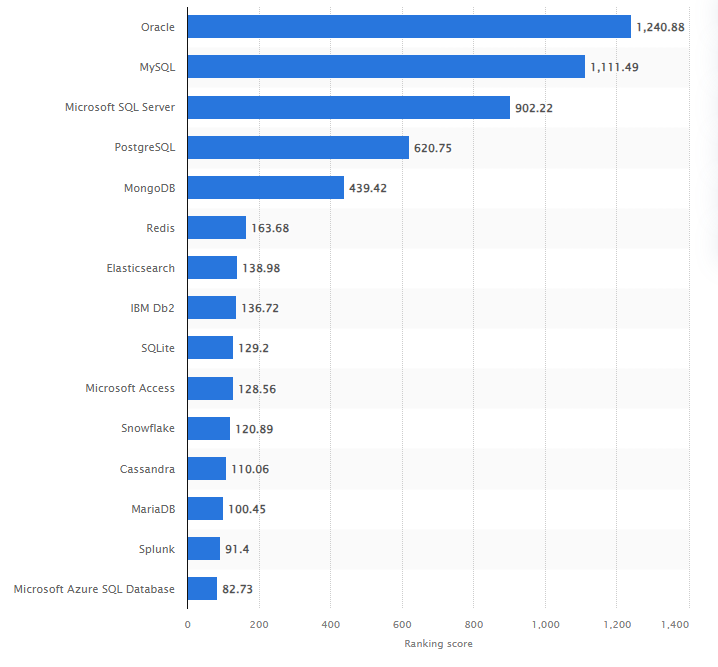 Oracle 1,240.88
MySQL 1,111.49
Microsoft SQL Server 902.22
PostgreSQL 620.75
MongoDB 439.42
Redis 163.68
Elasticsearch 138.98
IBM Db2 136.72
SQLite 129.2
Microsoft Access 128.56
Snowflake 120.89
Cassandra 110.06
MariaDB 100.45
Splunk 91.4
Microsoft Azure SQL Database 82.73
0 200 400 600 800 1,000 1,200 1,400
Ranking score